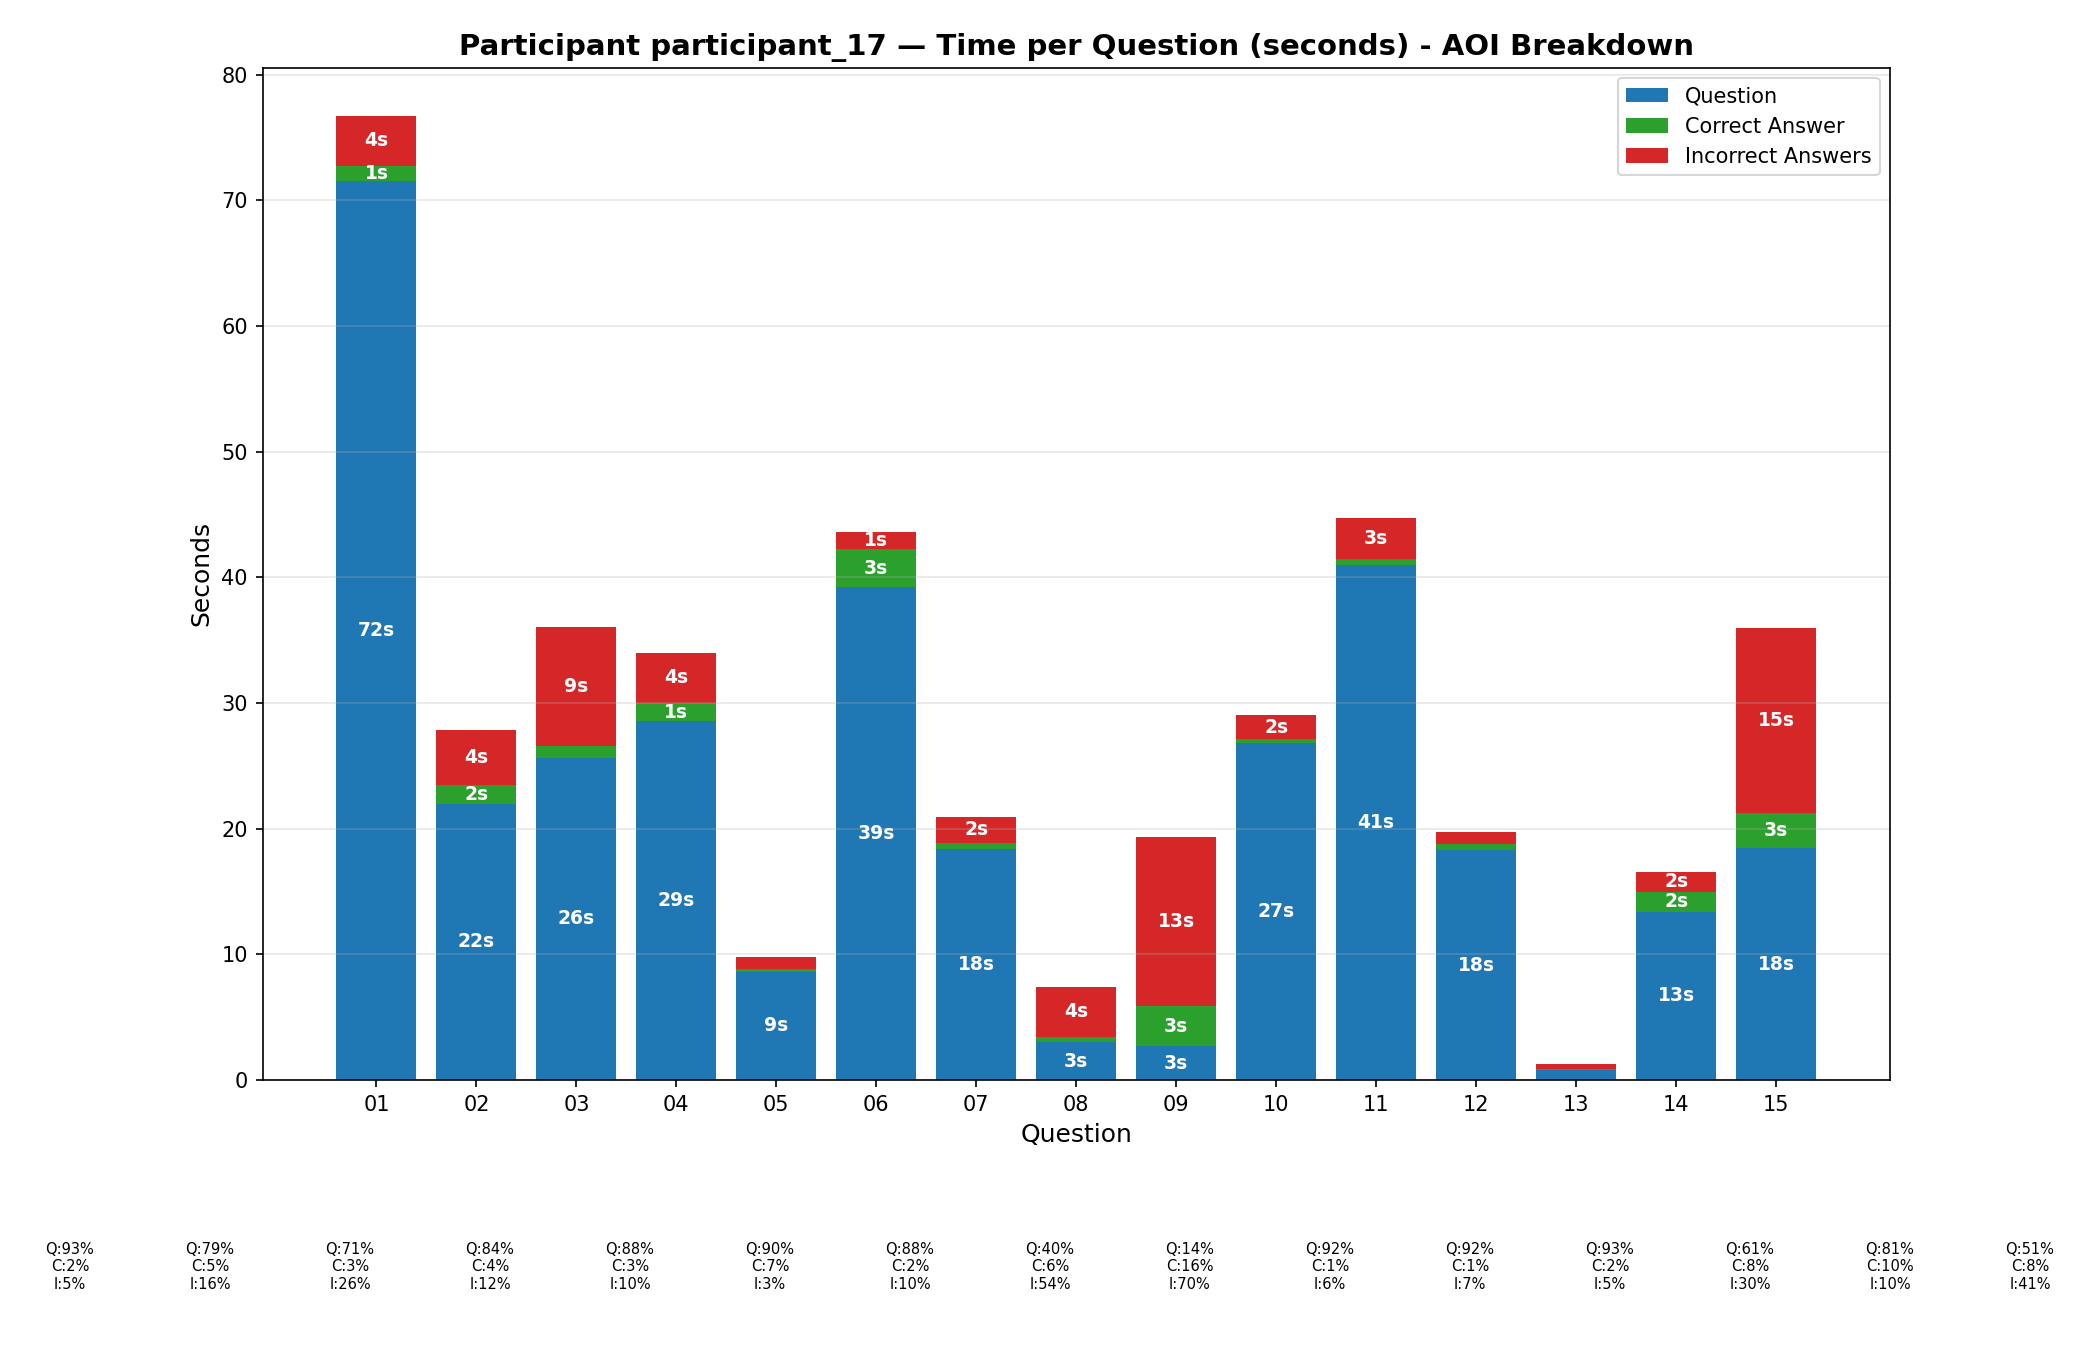 Participant participant_17 — Time per Question (seconds) - AOI Breakdown
Question
Correct Answer
Incorrect Answers
Seconds
80
70
60
50
40
30
20
10
0
4s
1s
72s
4s
2s
22s
9s
26s
4s
1s
29s
9s
1s
3s
39s
2s
18s
4s
3s
13s
3s
3s
2s
27s
3s
41s
18s
2s
2s
13s
15s
3s
18s
01 02 03 04 05 06 07 08 09 10 11 12 13 14 15
Question
Q:93% Q:79% Q:71% Q:84% Q:88% Q:90% Q:88% Q:40% Q:14% Q:92% Q:92% Q:93% Q:61% Q:81% Q:51%
C:2% C:5% C:3% C:4% C:3% C:7% C:2% C:6% C:16% C:1% C:1% C:2% C:8% C:10% C:8%
I:5% I:16% I:26% I:12% I:10% I:3% I:10% I:54% I:70% I:6% I:7% I:5% I:30% I:10% I:41%